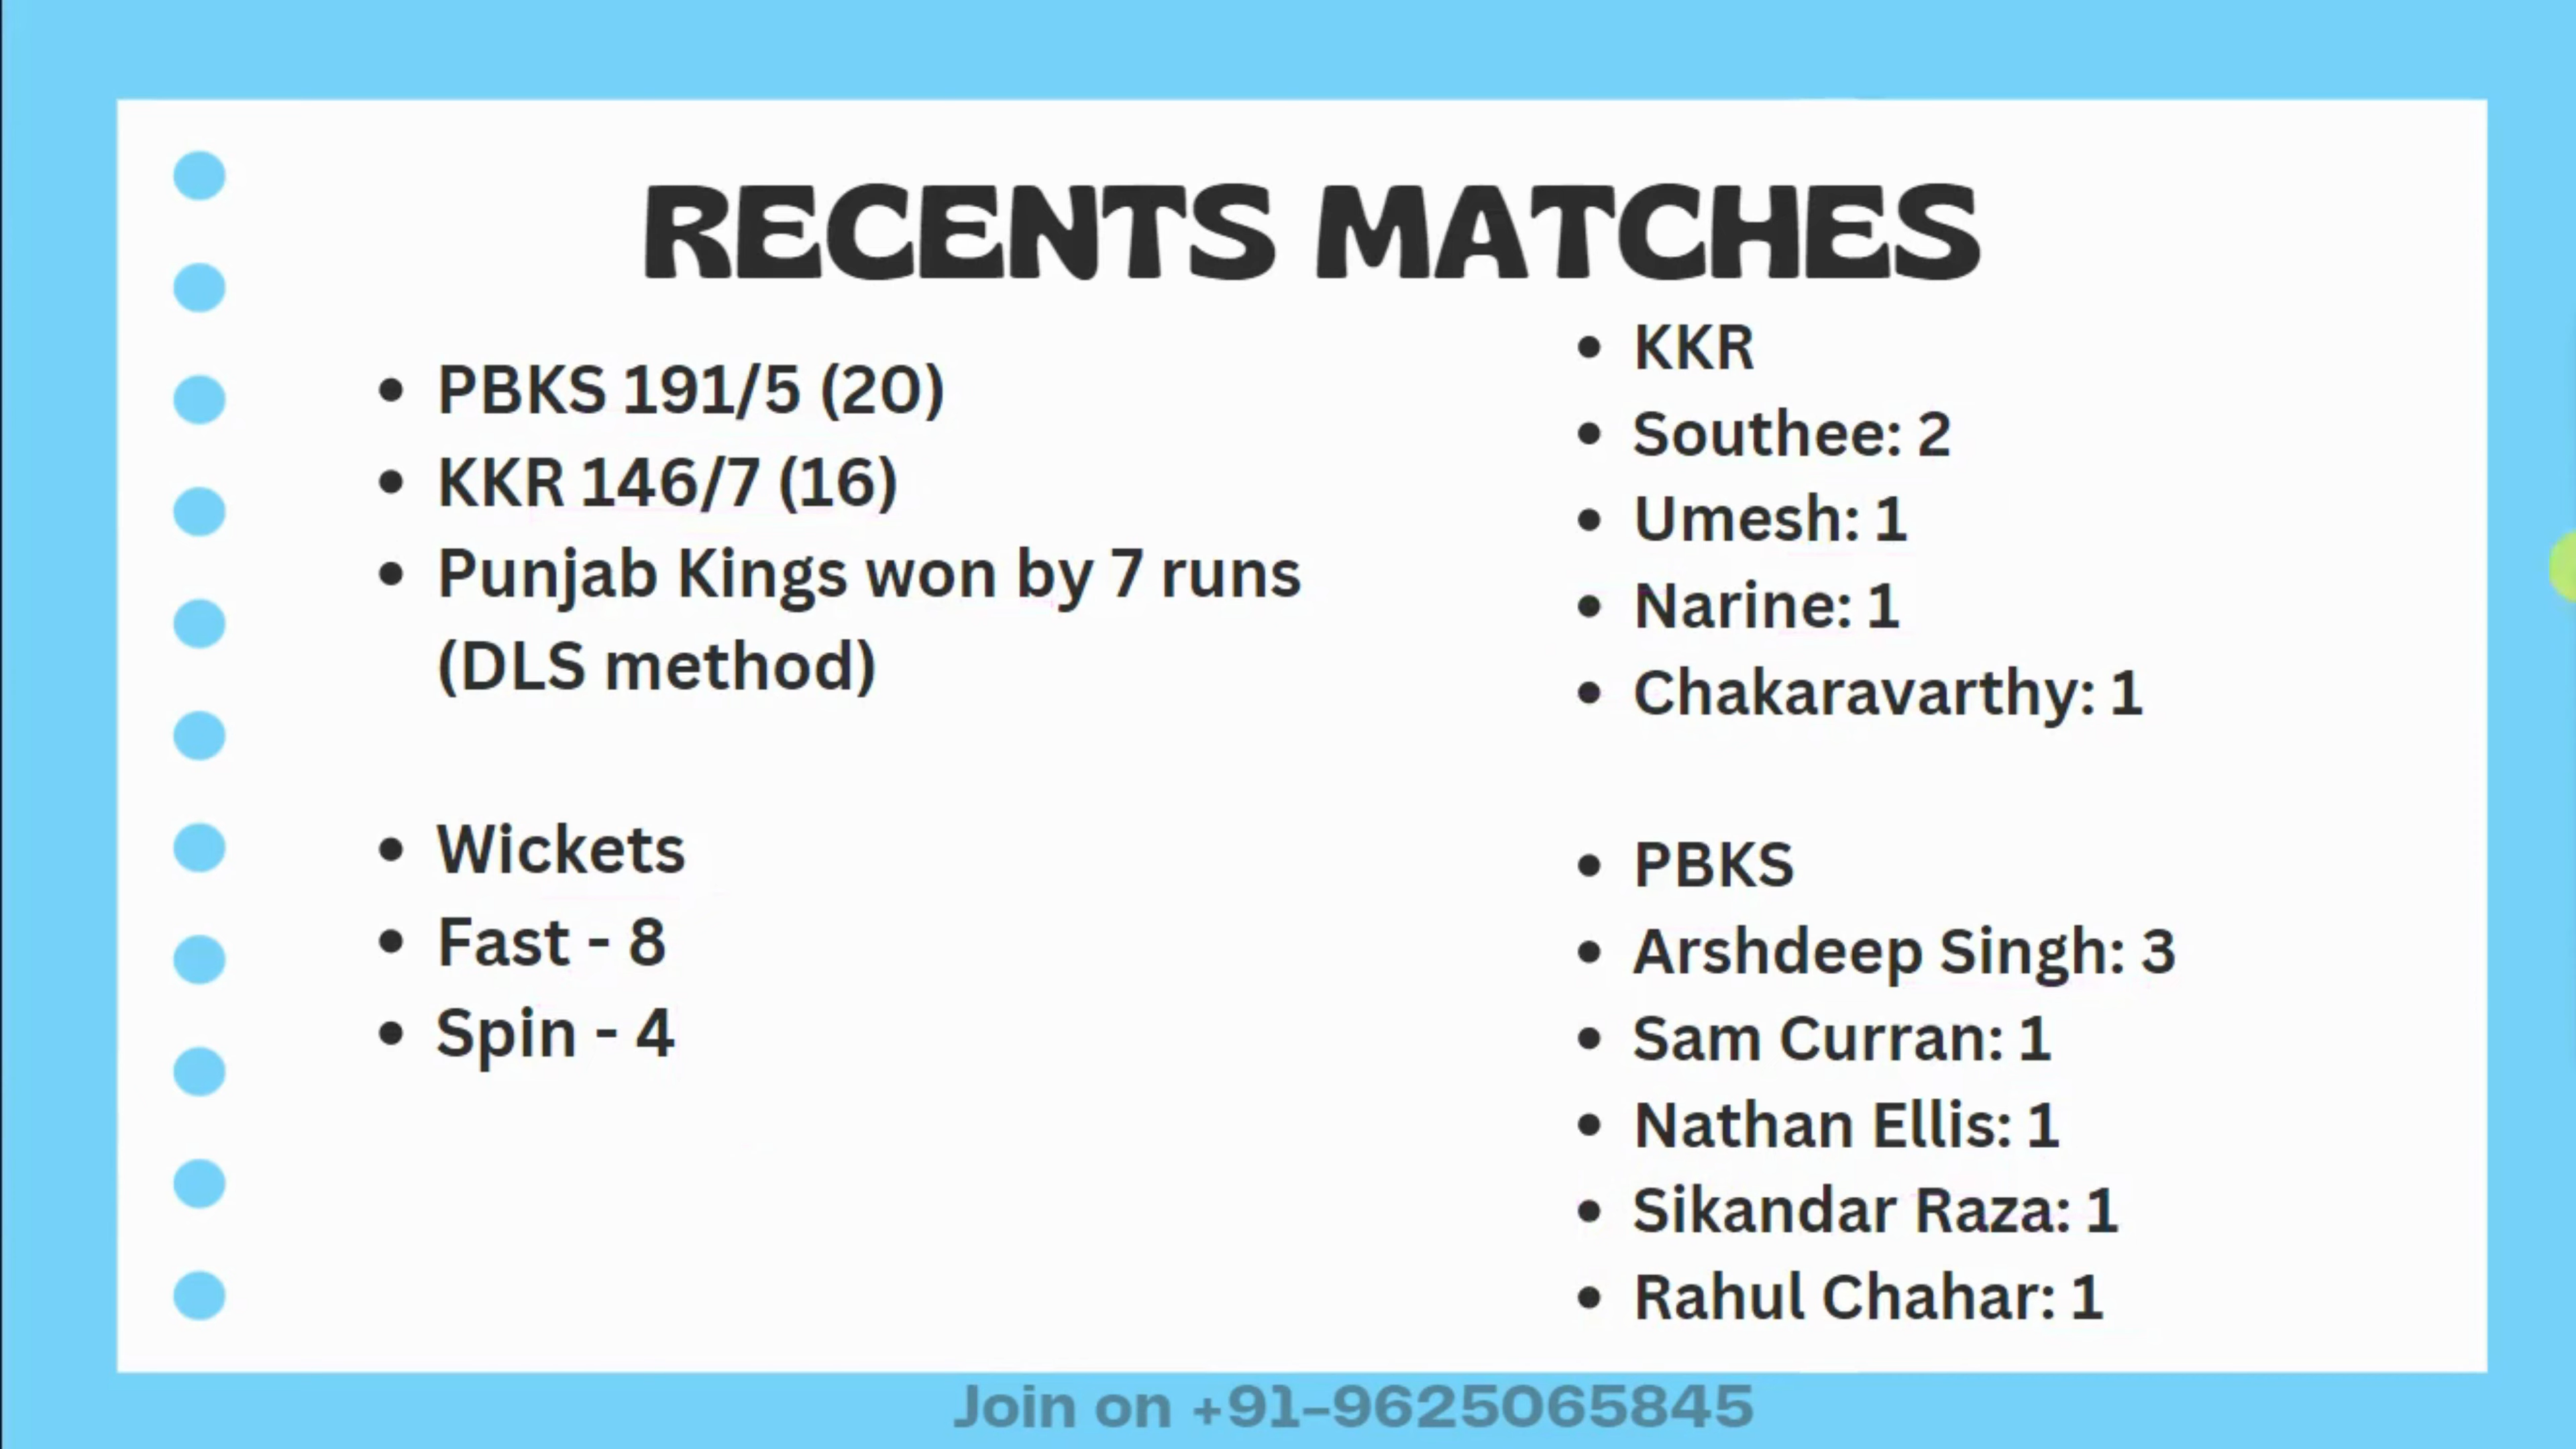 RECENTS MATCHES
PBKS 191/5 (20)
KKR 146/7 (16)
Punjab Kings won by 7 runs
(DLS method)
Wickets
Fast - 8
Spin - 4
KKR
Southee: 2
Umesh: 1
Narine: 1
Chakaravarthy: 1
PBKS
Arshdeep Singh: 3
Sam Curran: 1
Nathan Ellis: 1
Sikandar Raza: 1
Rahul Chahar: 1
Join on +91-9625065845